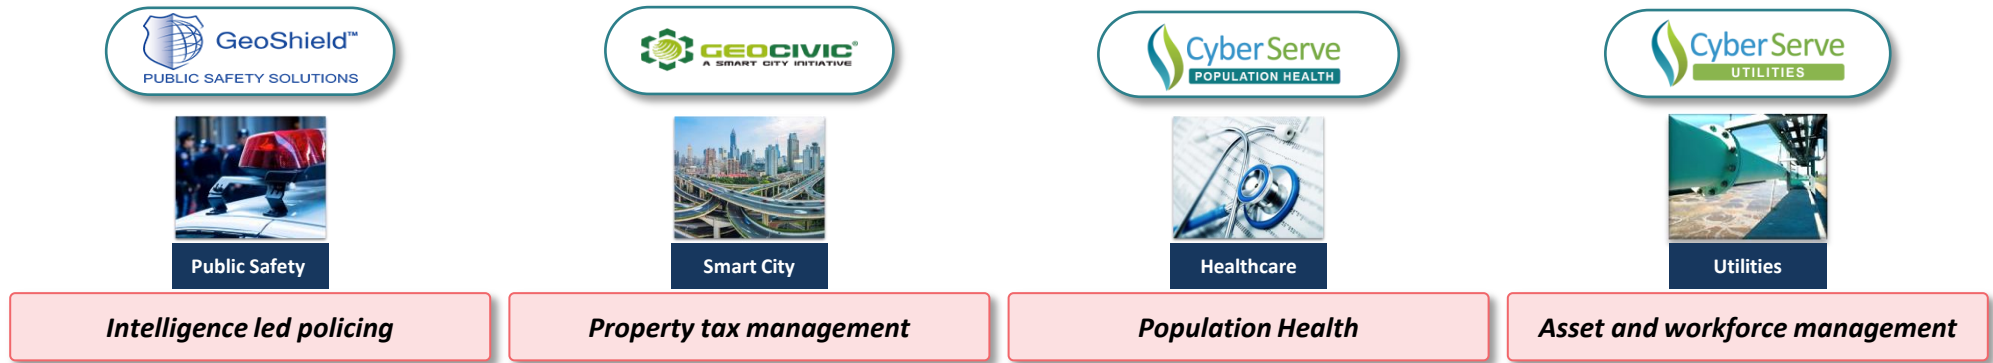 GeoShield™
PUBLIC SAFETY SOLUTIONS
Public Safety
Intelligence led policing
GEOCIVIC®
A SMART CITY INITIATIVE
Smart City
Property tax management
CyberServe
POPULATION HEALTH
Healthcare
Population Health
CyberServe
UTILITIES
Utilities
Asset and workforce management